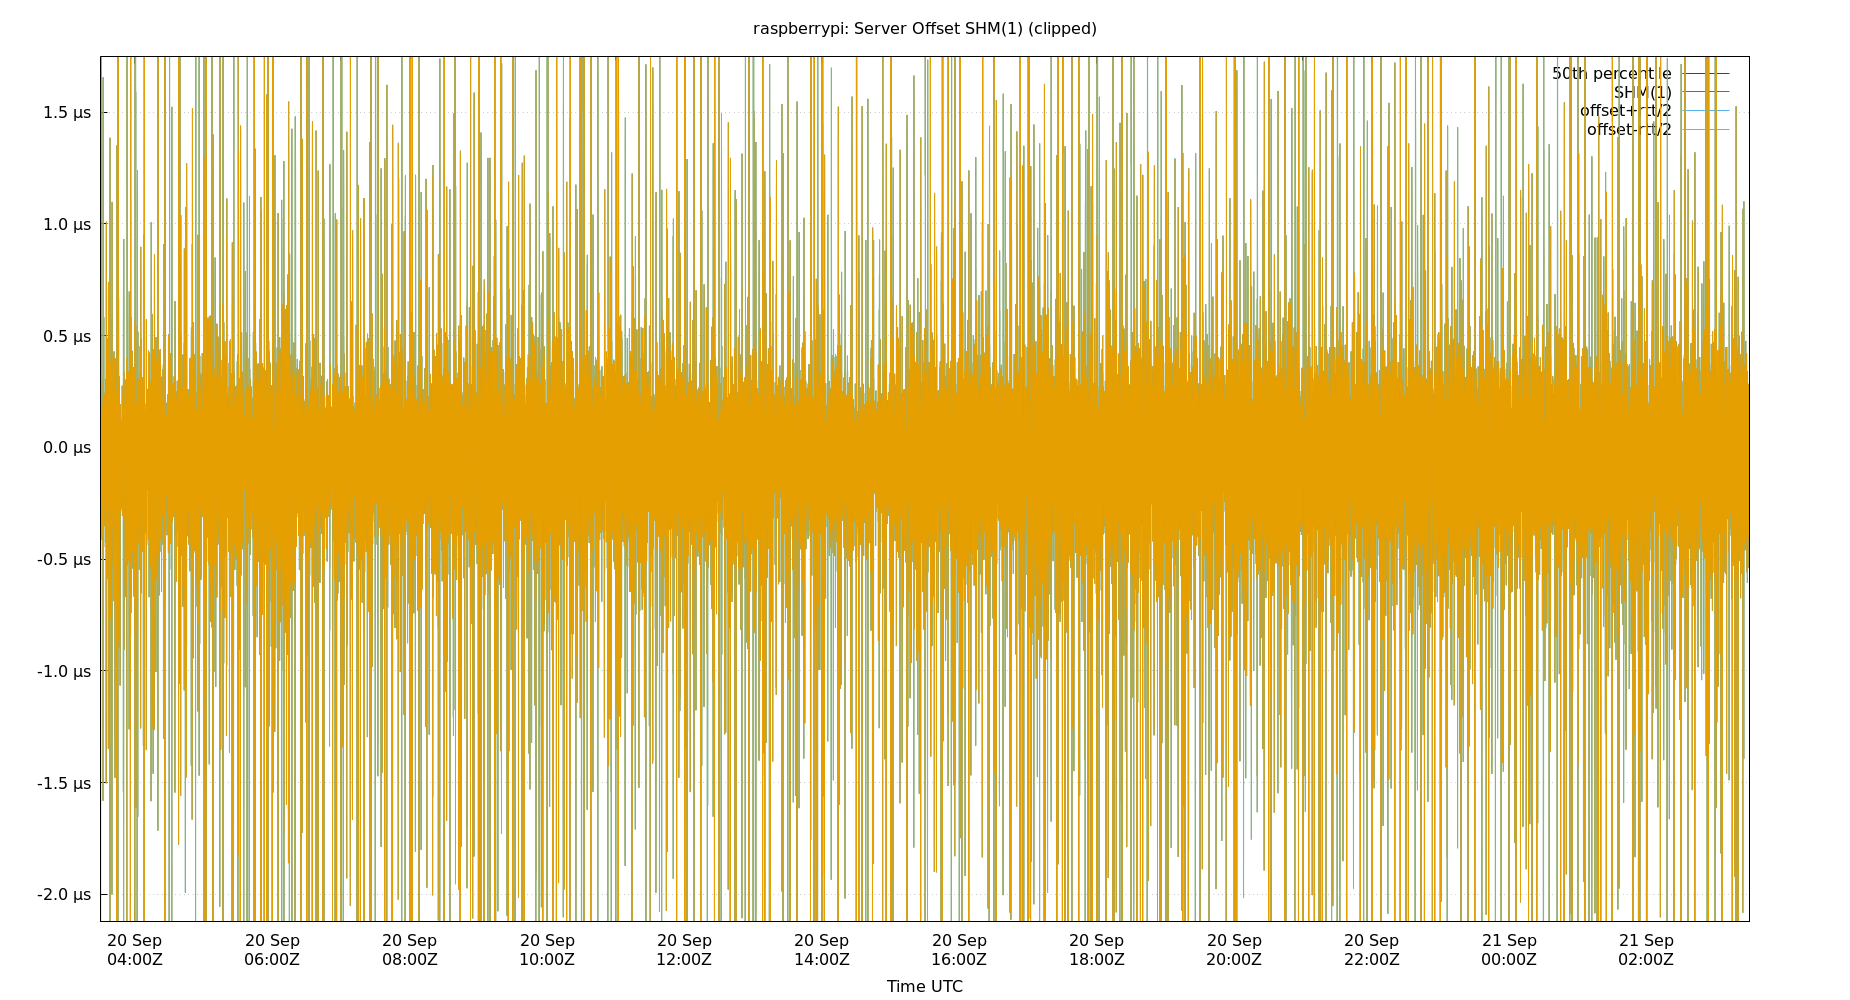 raspberrypi: Server Offset SHM(1) (clipped)
50th percentile
SHM(1)
offset+rtt/2
offset-rtt/2
1.5 µs
1.0 µs
0.5 µs
0.0 µs
-0.5 µs
-1.0 µs
-1.5 µs
-2.0 µs
20 Sep 20 Sep 20 Sep 20 Sep 20 Sep 20 Sep 20 Sep 20 Sep 20 Sep 20 Sep 21 Sep 21 Sep
04:00Z 06:00Z 08:00Z 10:00Z 12:00Z 14:00Z 16:00Z 18:00Z 20:00Z 22:00Z 00:00Z 02:00Z
Time UTC